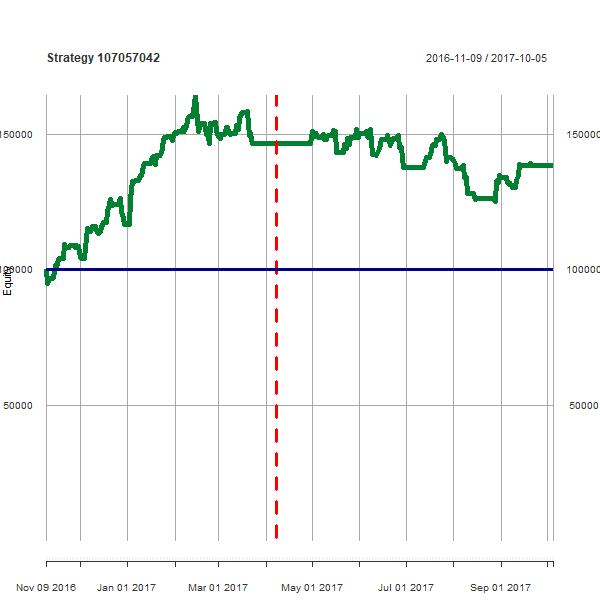 Strategy 107057042
2016-11-09 / 2017-10-05
150000
150000
100000
100000
50000
50000
Nov 09 2016
Jan 01 2017
Mar 01 2017
May 01 2017
Jul 01 2017
Sep 01 2017